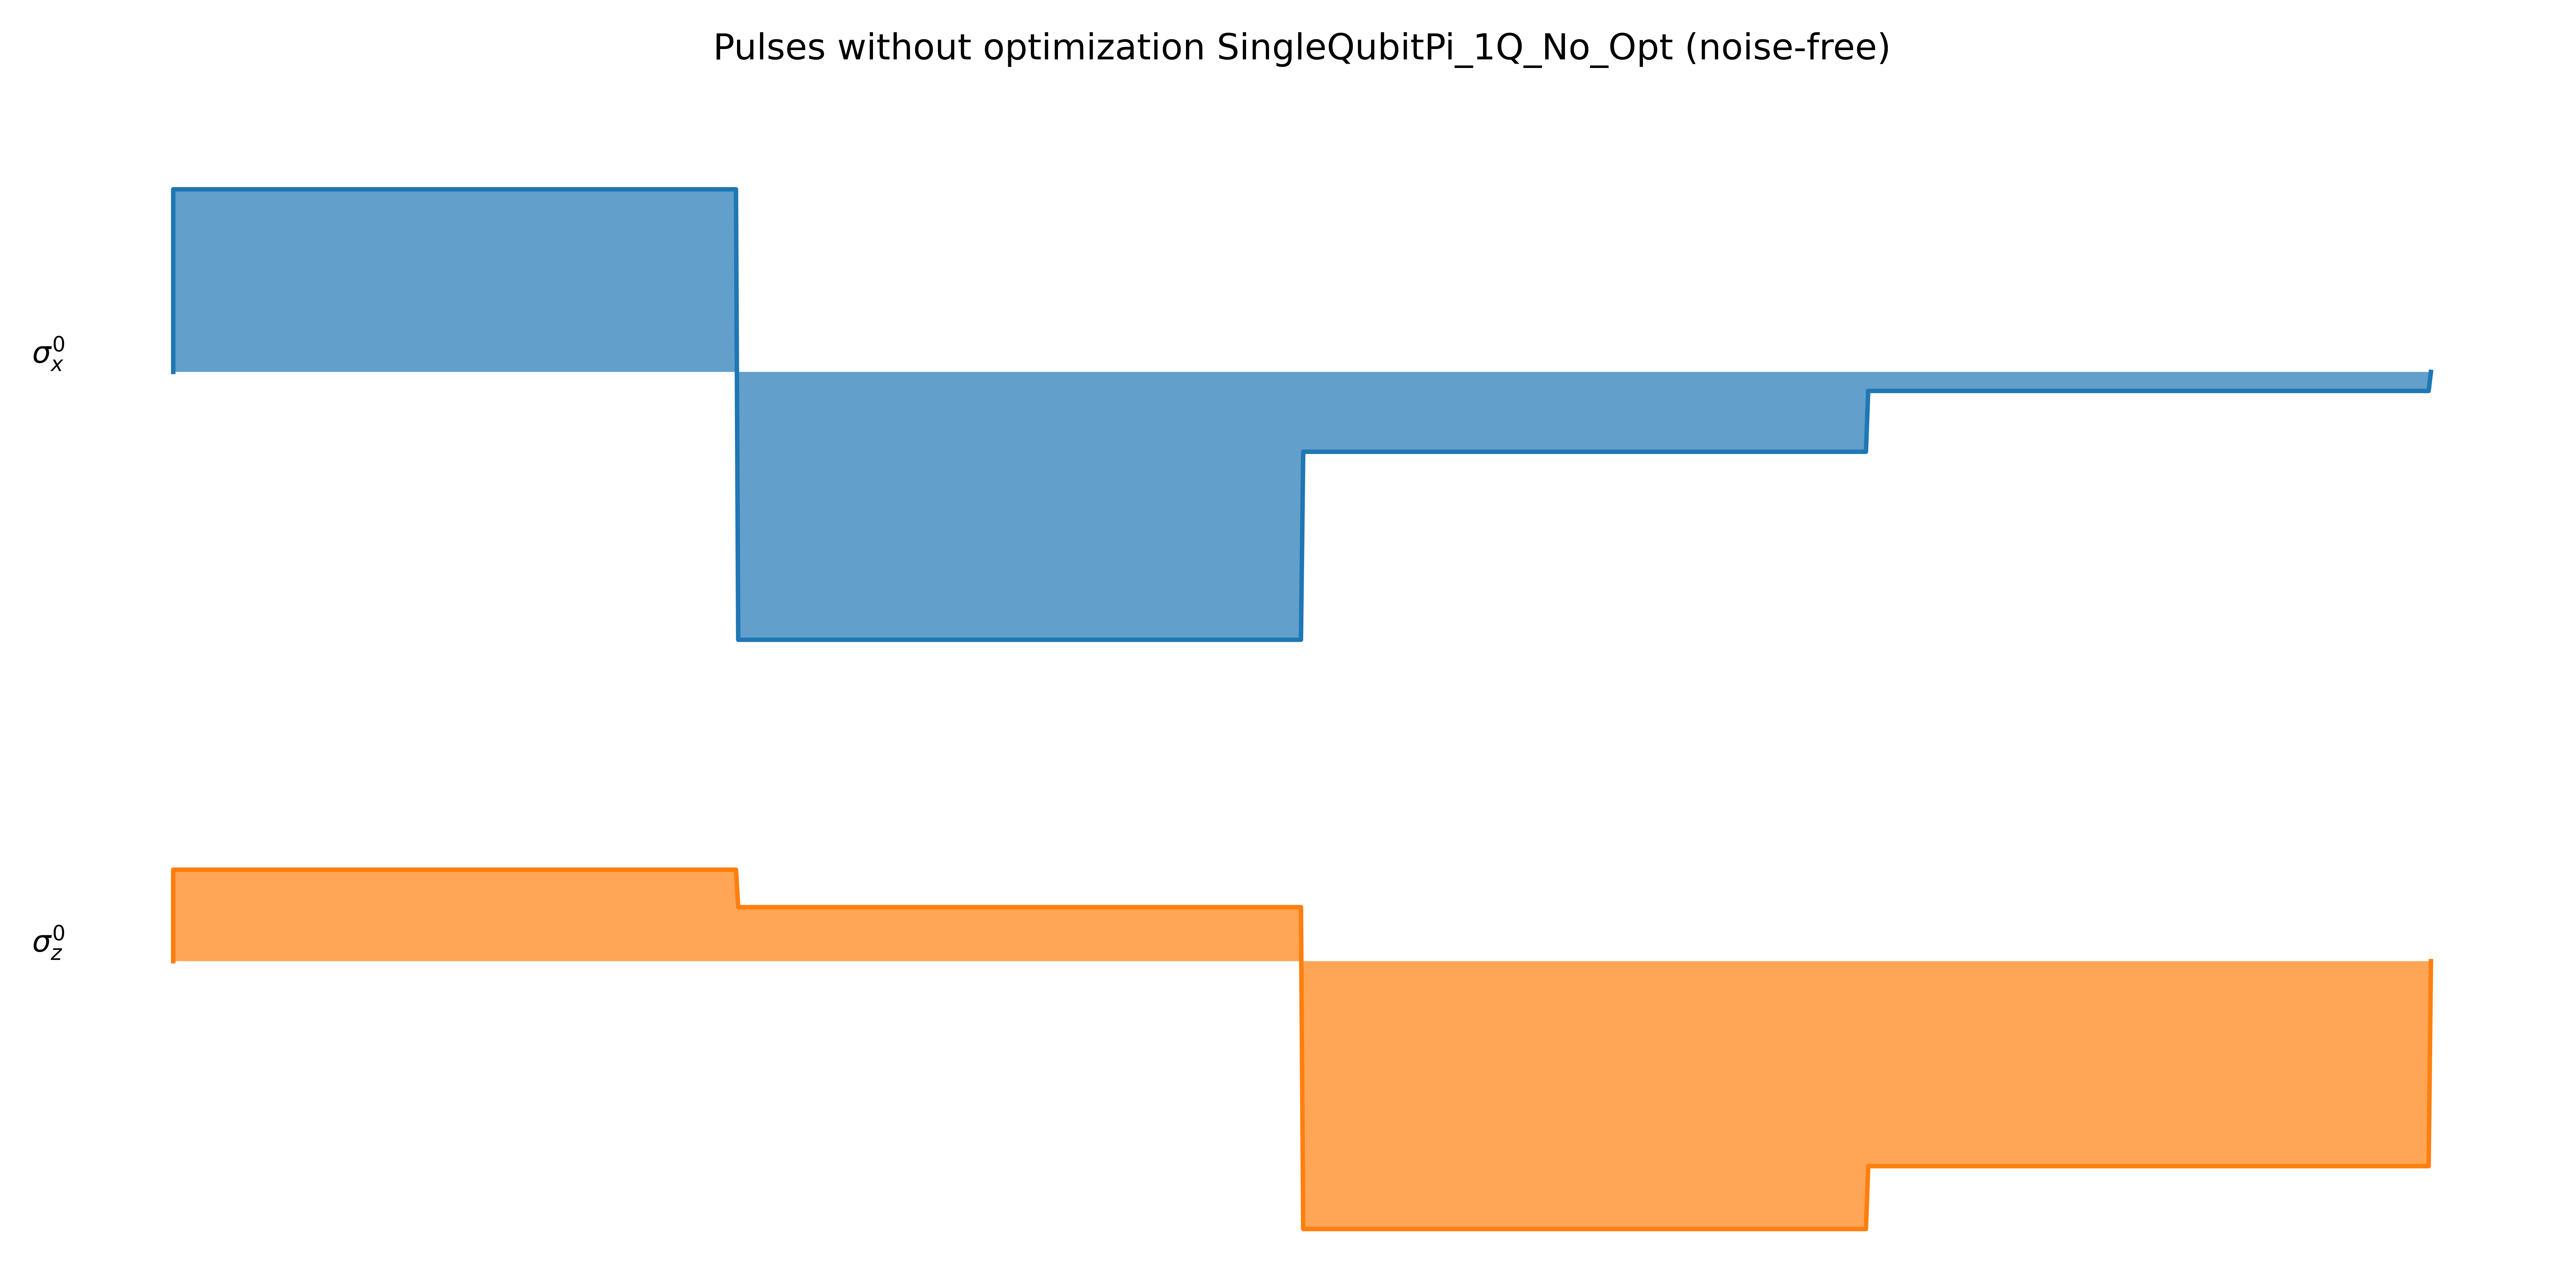 Pulses without optimization SingleQubitPi_1Q_No_Opt (noise-free)
σ_x^0
σ_z^0